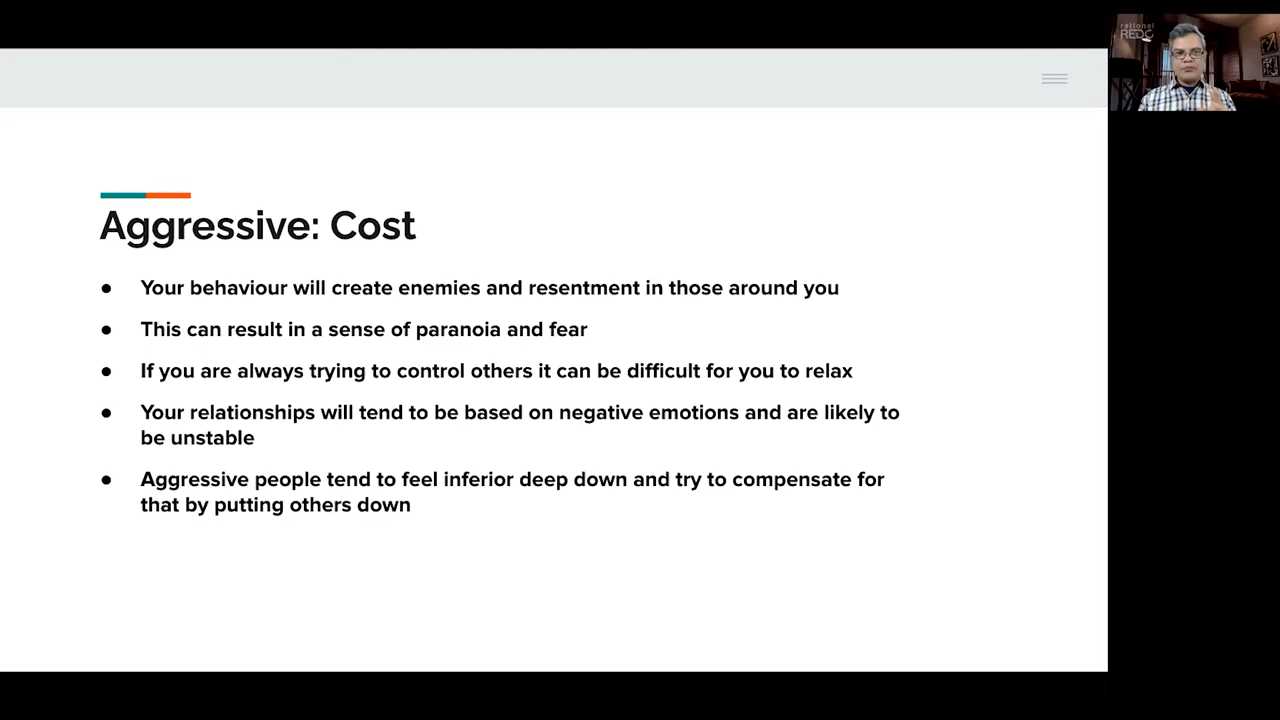 rational
REDC
Aggressive: Cost
● Your behaviour will create enemies and resentment in those around you
● This can result in a sense of paranoia and fear
● If you are always trying to control others it can be difficult for you to relax
● Your relationships will tend to be based on negative emotions and are likely to
be unstable
● Aggressive people tend to feel inferior deep down and try to compensate for
that by putting others down